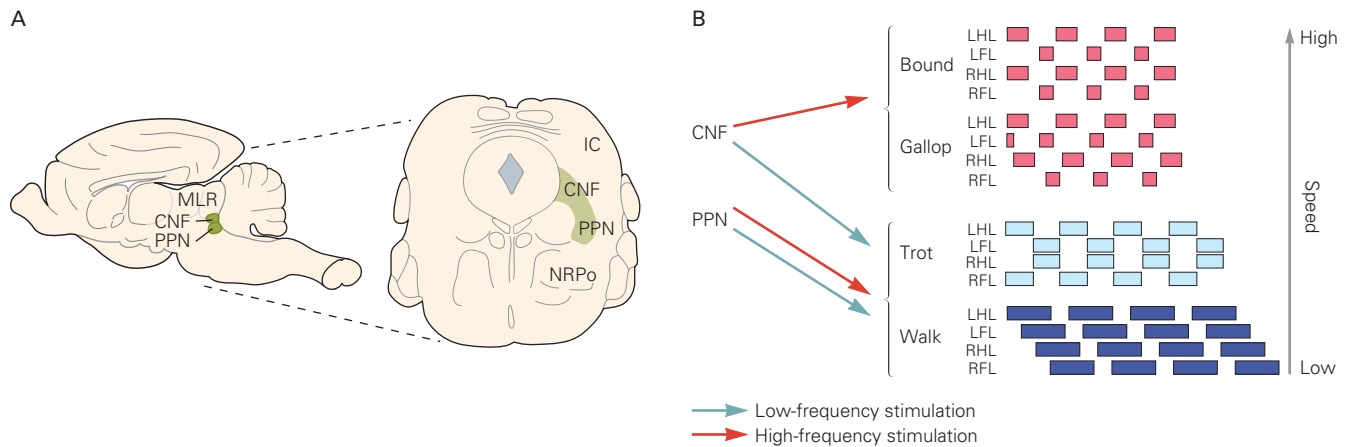 A
MLR
CNF
PPN
IC
CNF
PPN
NRPo
B
CNF
PPN
Bound
LHL
LFL
RHL
RFL
Gallop
LHL
LFL
RHL
RFL
Trot
LHL
LFL
RHL
RFL
Walk
LHL
LFL
RHL
RFL
High
Speed
Low
Low-frequency stimulation
High-frequency stimulation